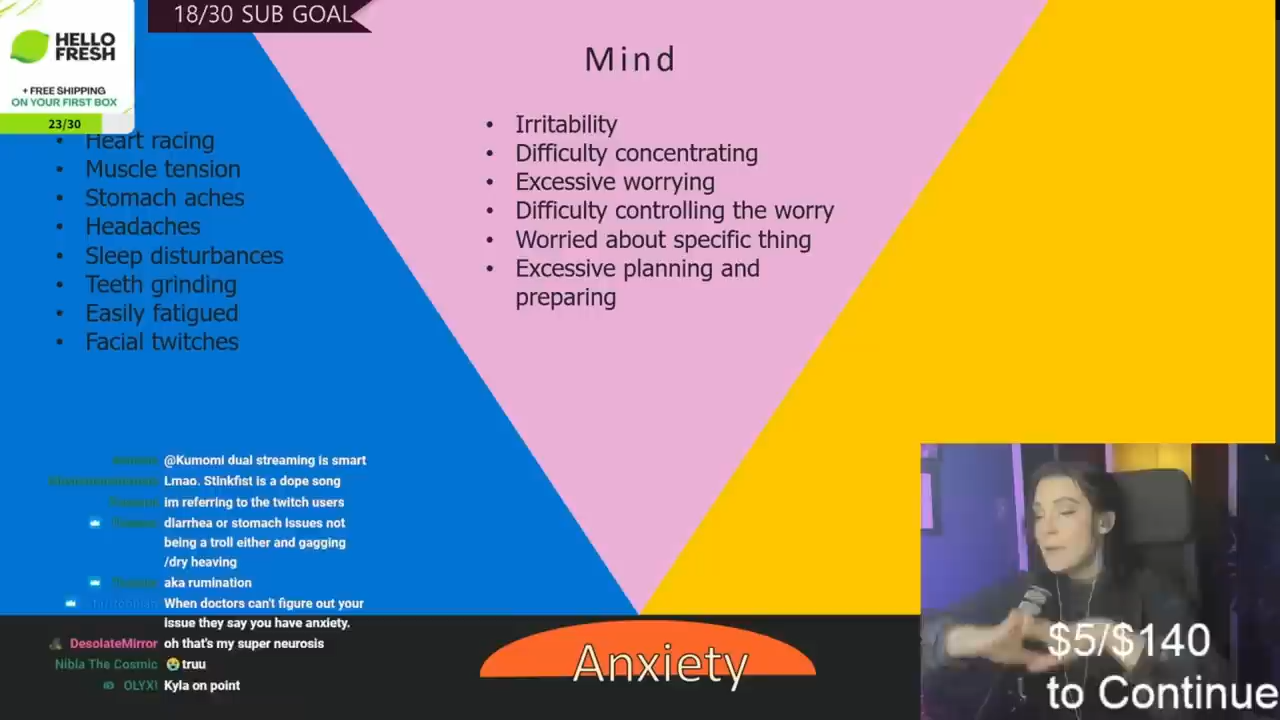 18/30 SUB GOAL
HELLO
FRESH
+ FREE SHIPPING
ON YOUR FIRST BOX
23/30
Heart racing
Muscle tension
Stomach aches
Headaches
Sleep disturbances
Teeth grinding
Easily fatigued
Facial twitches
Mind
Irritability
Difficulty concentrating
Excessive worrying
Difficulty controlling the worry
Worried about specific thing
Excessive planning and
preparing
@Kumomi dual streaming is smart
Lmao. Stinkfist is a dope song
im referring to the twitch users
diarrhea or stomach issues not
being a troll either and gagging
/dry heaving
aka rumination
When doctors can't figure out your
issue they say you have anxiety.
DesolateMirror oh that's my super neurosis
Nibla The Cosmic 😭truu
OLYXI Kyla on point
Anxiety
$5/$140
to Continue